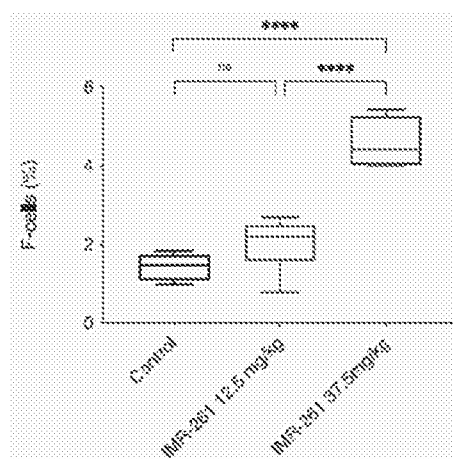 ****
ns
****
6
4
2
0
F-cells (%)
Control
IMR-261 12.5 mg/kg
IMR-261 37.5mg/kg